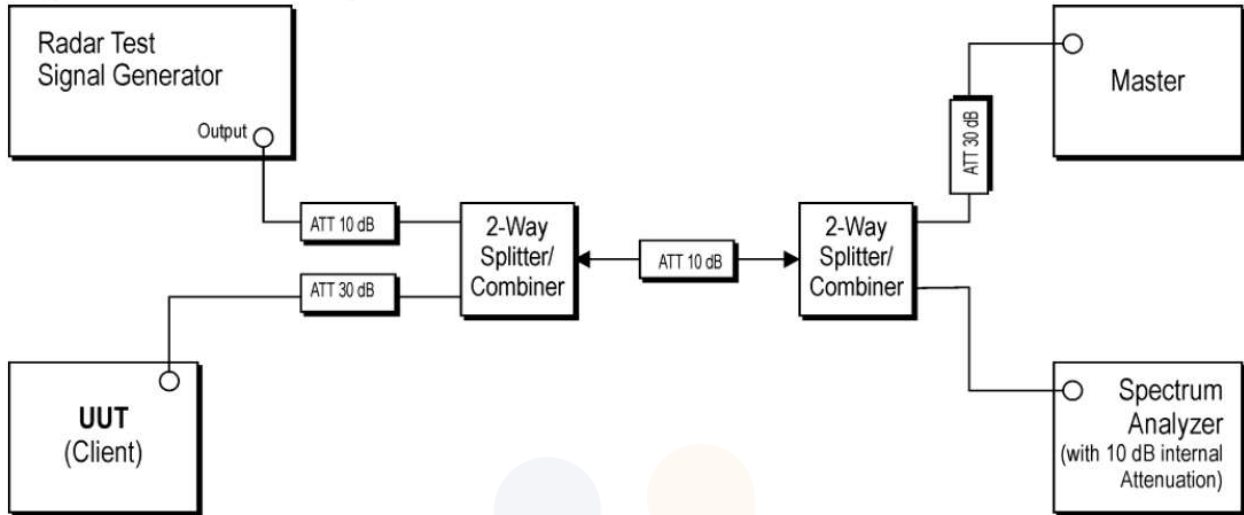 Radar Test
Signal Generator
Output
ATT 10 dB
ATT 30 dB
UUT
(Client)
2-Way
Splitter/
Combiner
ATT 10 dB
2-Way
Splitter/
Combiner
ATT 30 dB
Master
Spectrum
Analyzer
(with 10 dB internal
Attenuation)